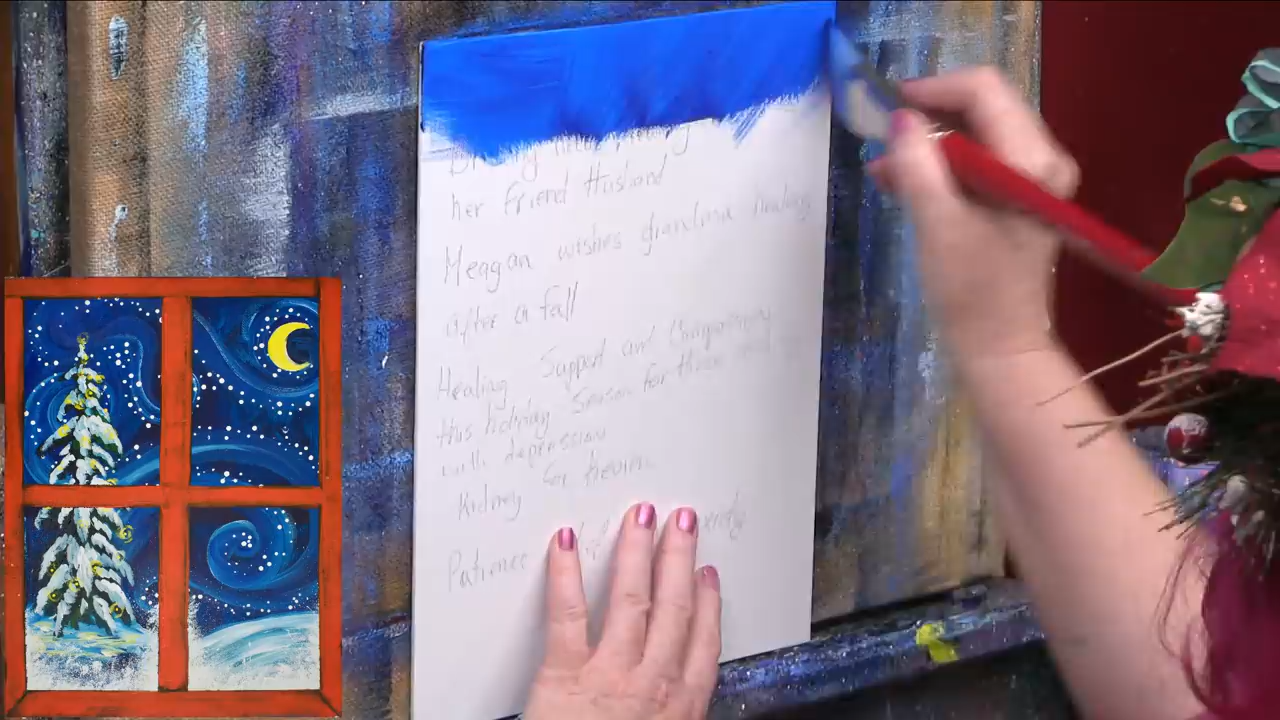 her friend Husband
Meagan wishes grandma healing
after a fall
Healing Support and Compassion
this holiday Season for those
with depression
Kidney for Kevin
Patience